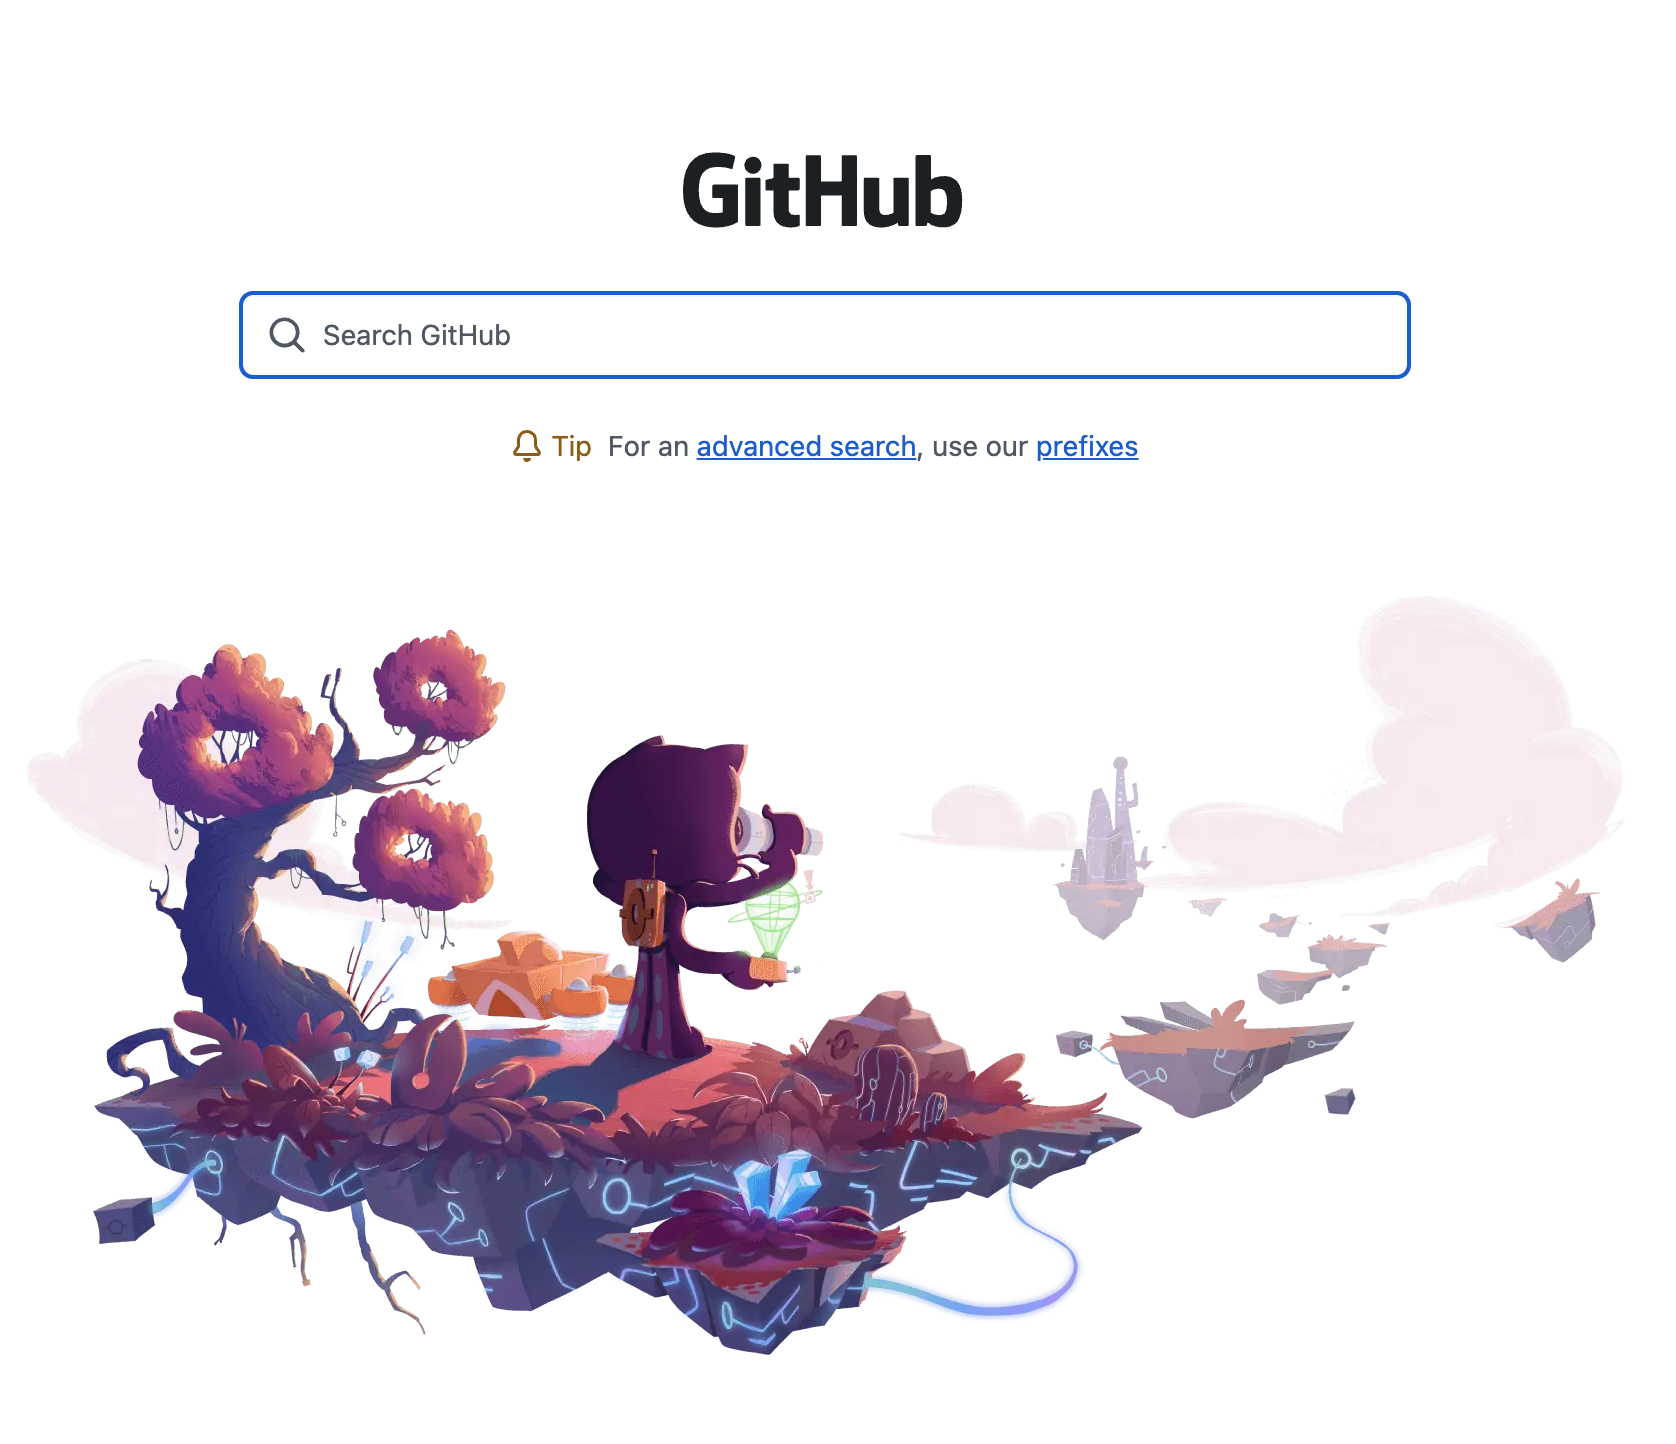 GitHub
Search GitHub
Tip For an advanced search, use our prefixes